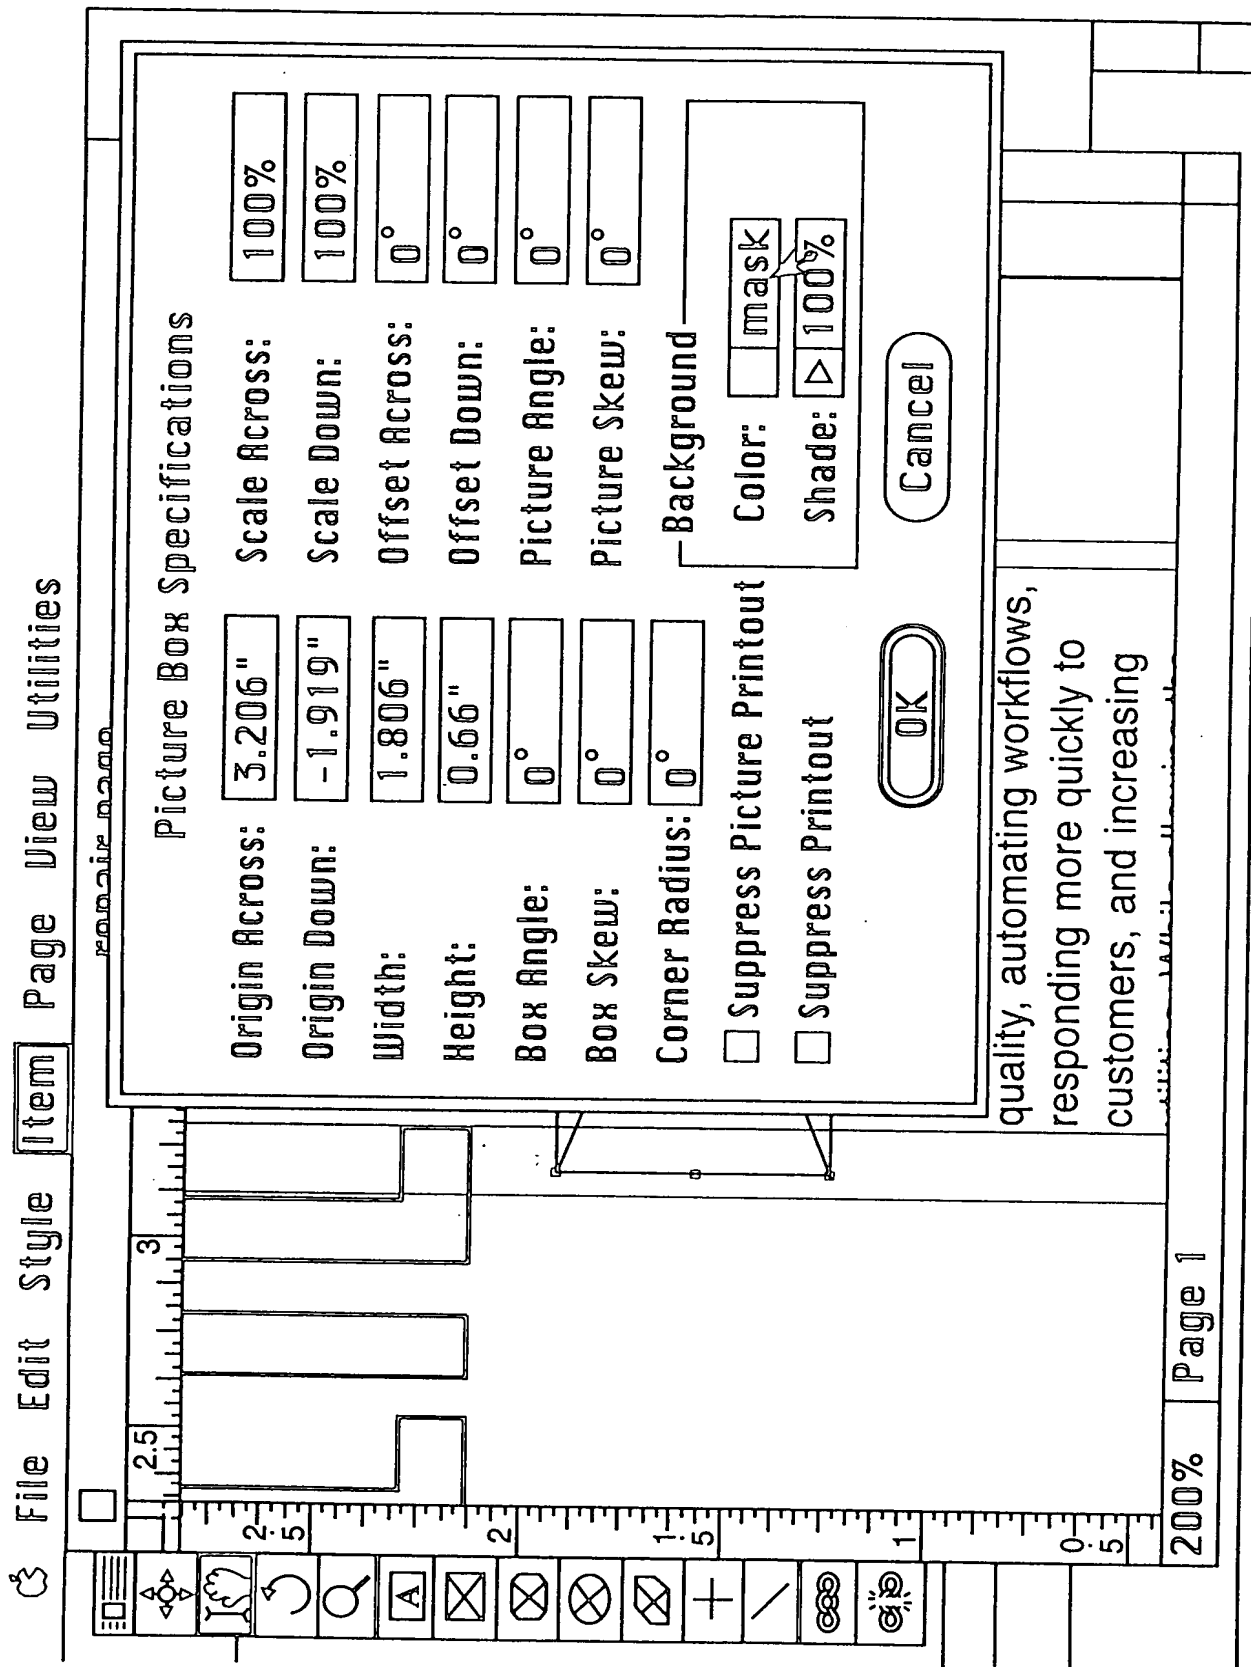 File Edit Style Item Page View Utilities
repair page
2.5 3
Picture Box Specifications
Origin Across: 3.206" Scale Across: 100%
Origin Down: -1.919" Scale Down: 100%
Width: 1.806" Offset Across: 0°
Height: 0.66" Offset Down: 0°
Box Angle: 0° Picture Angle: 0°
Box Skew: 0° Picture Skew: 0°
Corner Radius: 0°
Background
Suppress Picture Printout Color: mask
Suppress Printout Shade: 100%
OK Cancel
A
2.5
2
1.5
1
0.5
quality, automating workflows,
responding more quickly to
customers, and increasing
200% Page 1